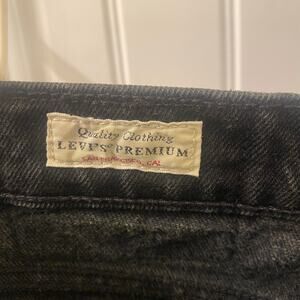 Quality Clothing
LEVI'S® PREMIUM
SAN FRANCISCO, CAL